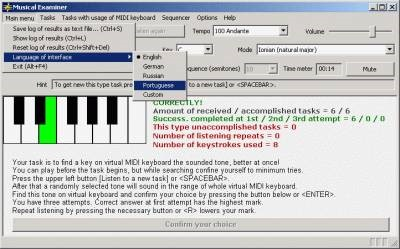 Musical Examiner
Main menu Tasks Tasks with usage of MIDI keyboard Sequencer Options Help
Save log of results as text file... (Ctrl+S)
Show log of results (Ctrl+L)
Reset log of results (Ctrl+Shift+Del)
Language of interface
Exit (Alt+F4)
English
German
Russian
Portuguese
Custom
ten again
Tempo 100 Andante
Volume
Key C
Mode Ionian (natural major)
sequence (semitones) 10
Time meter 00:14
Mute
Hint To get new this type task pre
to a new task] or <SPACEBAR>.
CORRECTLY!
Amount of received / accomplished tasks = 6 / 6
Success. completed at 1st / 2nd / 3rd attempt = 6 / 0 / 0
This type unaccomplished tasks = 0
Number of listening repeats = 0
Number of keystrokes used = 8
Your task is to find a key on virtual MIDI keyboard the sounded tone, better at once!
You can play before the task begins, but while searching confine yourself to minimum tries.
Press the upper left button [Listen to a new task] or <SPACEBAR>.
After that a randomly selected tone will sound in the range of whole virtual MIDI keyboard.
Find this tone on virtual keyboard and confirm your choice by pressing the button below or <ENTER>.
You have three attempts. Correct answer at first attempt has the highest mark.
Repeat listening by pressing the necessary button or <R> lowers your mark.
Confirm your choice